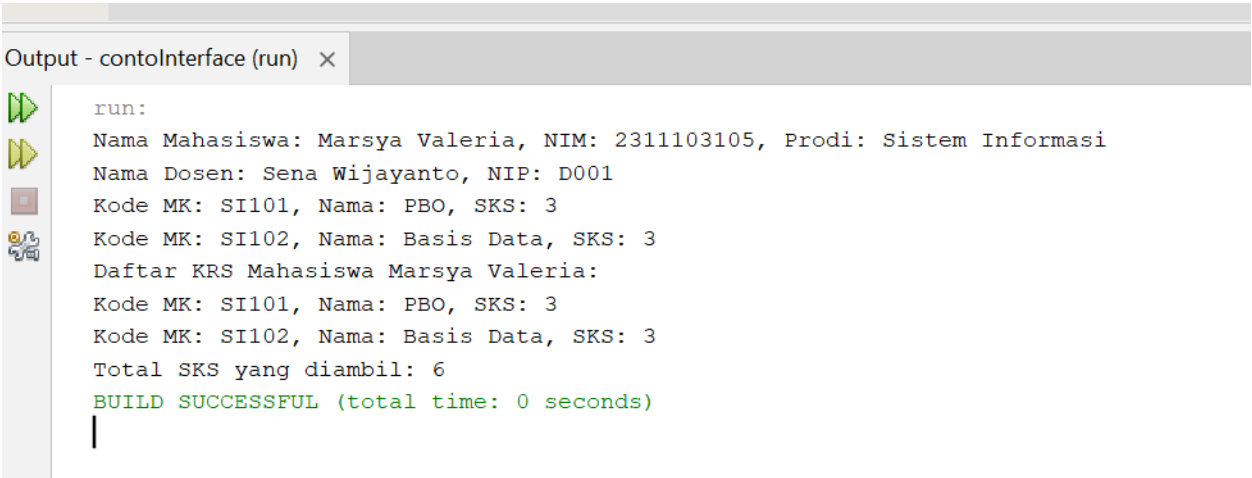 Output - contoInterface (run) ×
run:
Nama Mahasiswa: Marsya Valeria, NIM: 2311103105, Prodi: Sistem Informasi
Nama Dosen: Sena Wijayanto, NIP: D001
Kode MK: SI101, Nama: PBO, SKS: 3
Kode MK: SI102, Nama: Basis Data, SKS: 3
Daftar KRS Mahasiswa Marsya Valeria:
Kode MK: SI101, Nama: PBO, SKS: 3
Kode MK: SI102, Nama: Basis Data, SKS: 3
Total SKS yang diambil: 6
BUILD SUCCESSFUL (total time: 0 seconds)